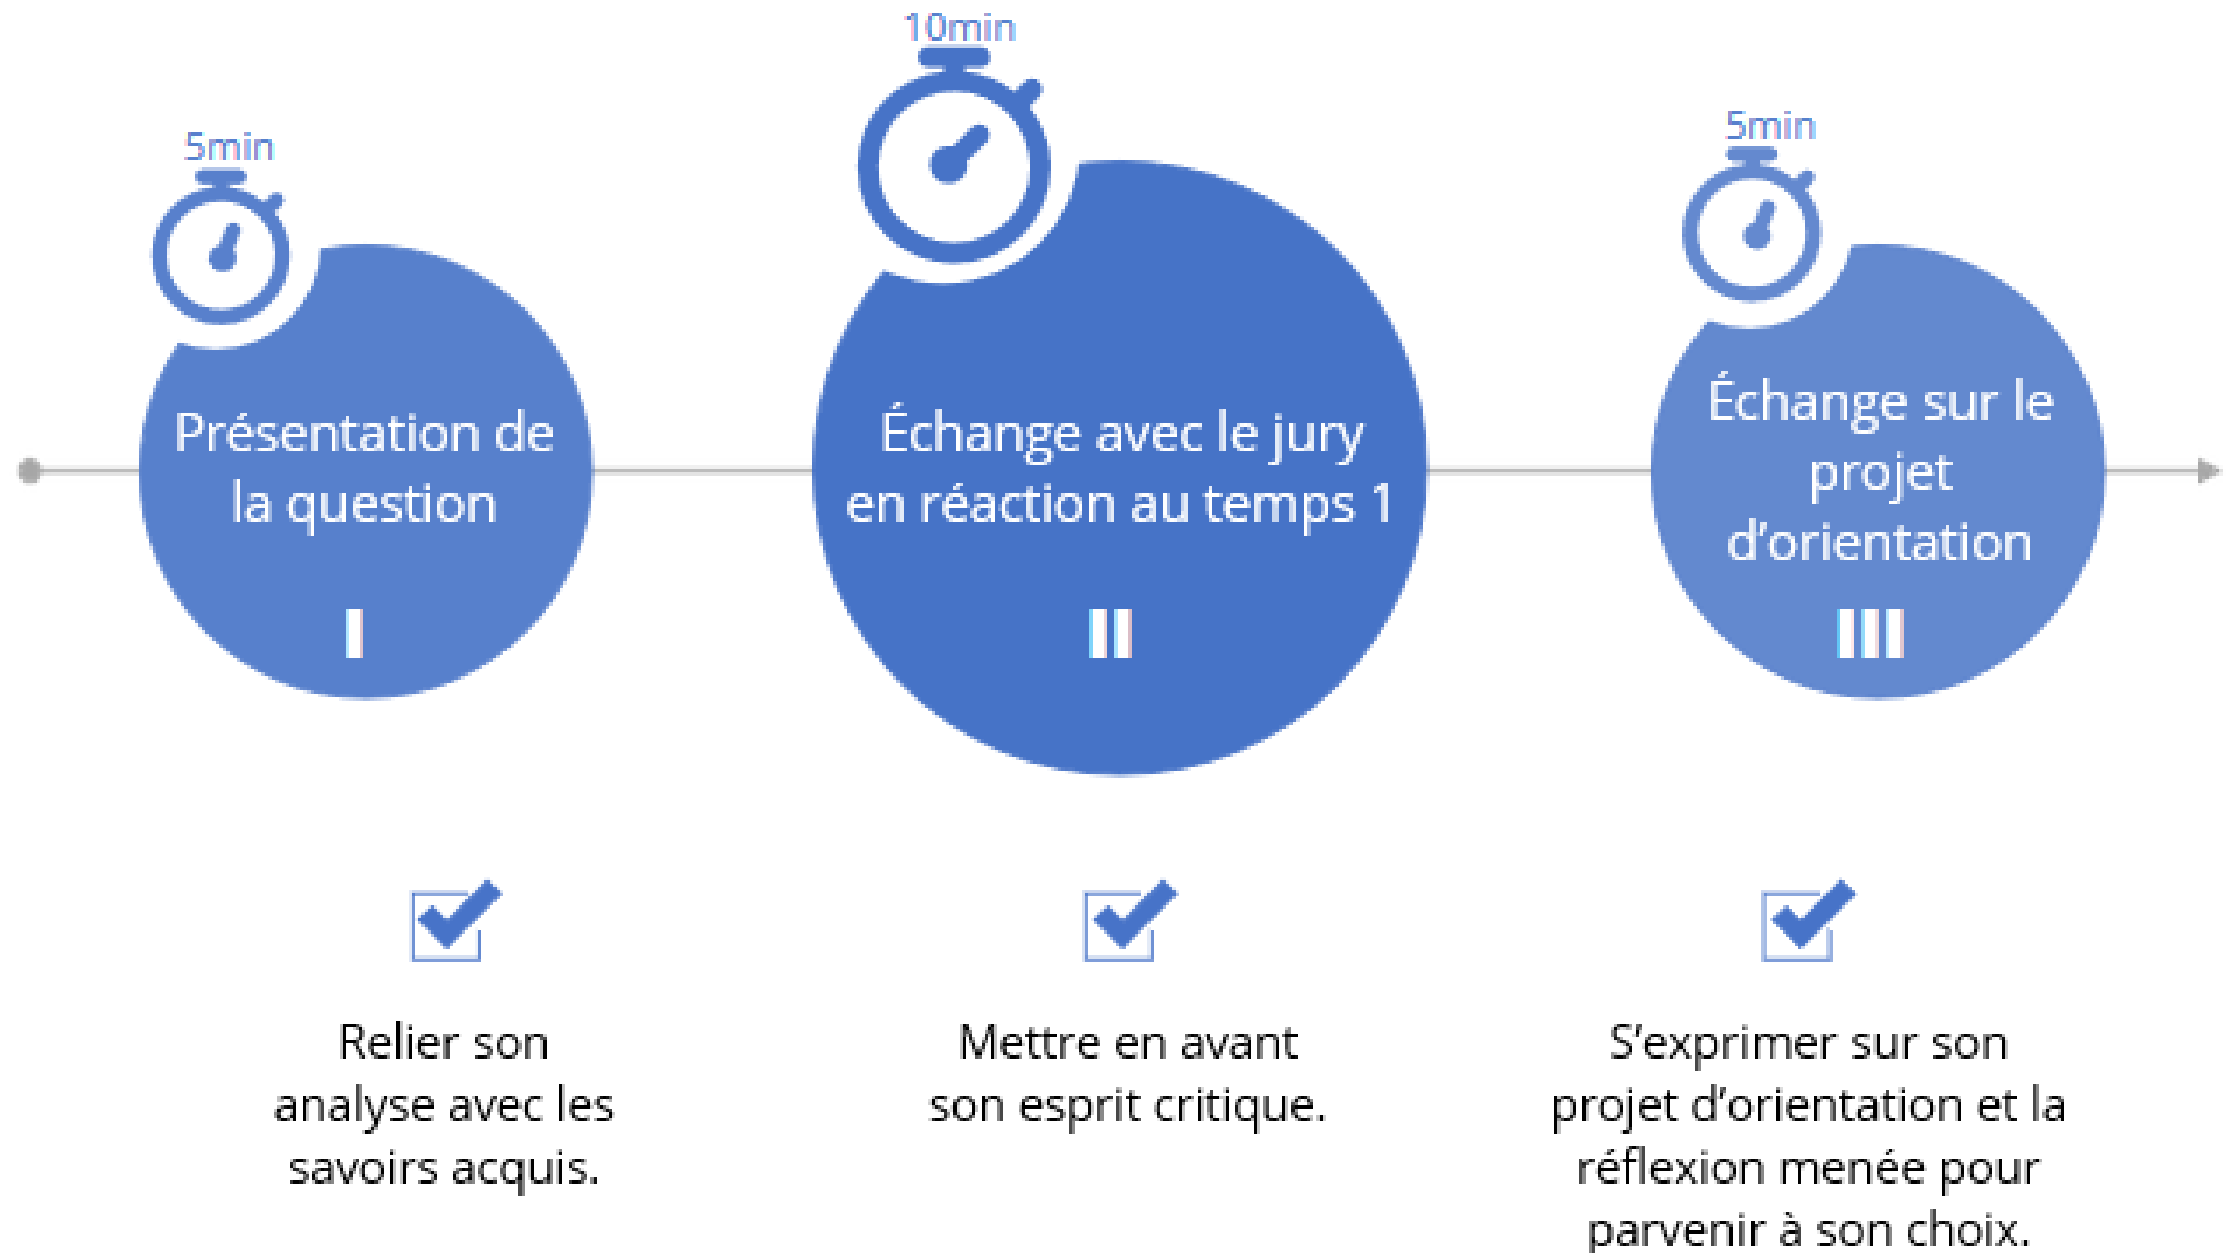 5min
Présentation de
la question
I
10min
Échange avec le jury
en réaction au temps 1
II
5min
Échange sur le
projet
d’orientation
III
Relier son
analyse avec les
savoirs acquis.
Mettre en avant
son esprit critique.
S’exprimer sur son
projet d’orientation et la
réflexion menée pour
parvenir à son choix.